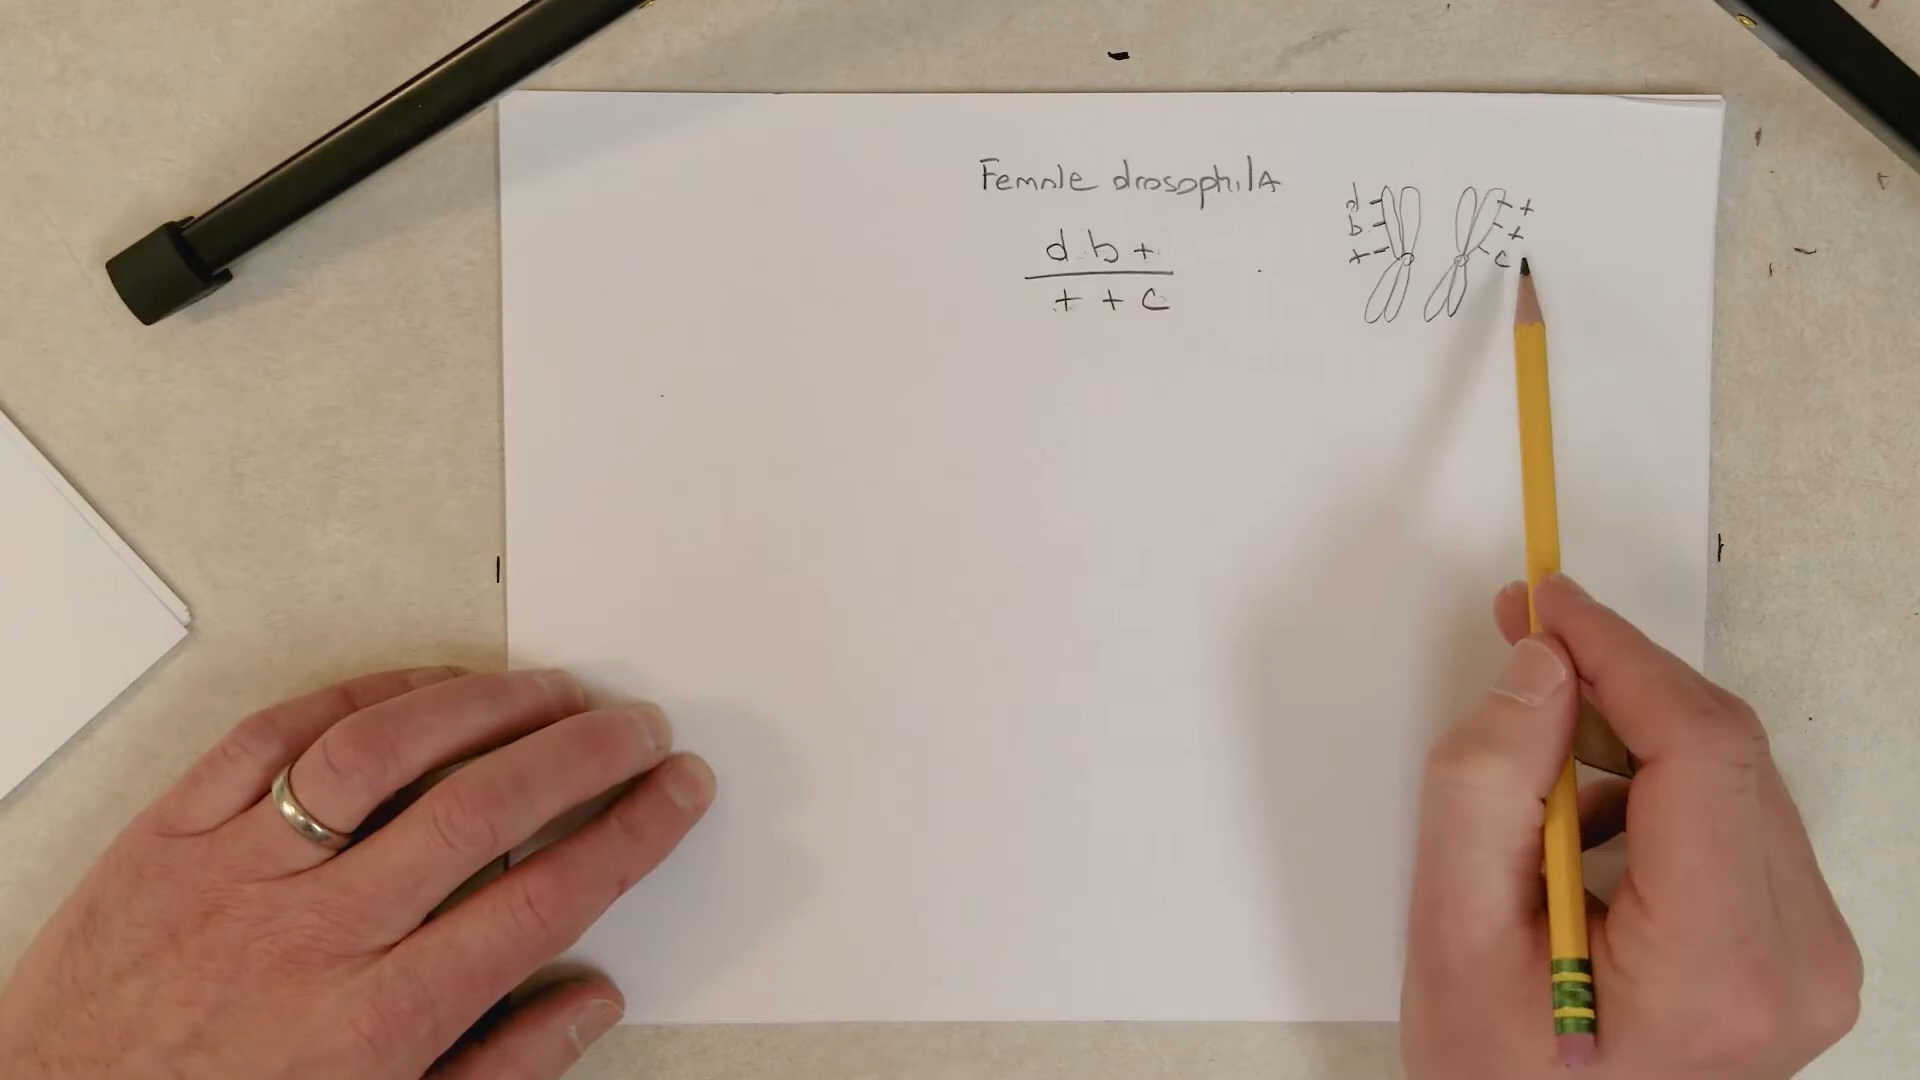 Female drosophilA
d b +
+ + c
d +
b +
+ c